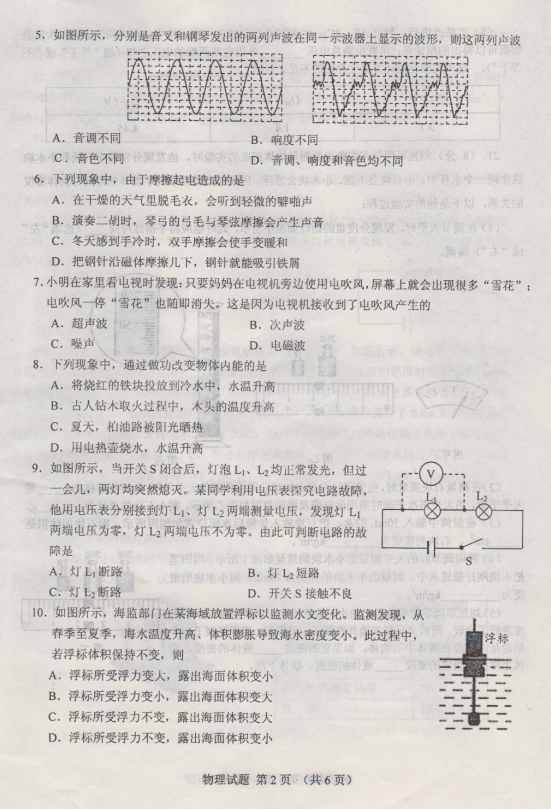 5．如图所示，分别是音叉和钢琴发出的两列声波在同一示波器上显示的波形，则这两列声波
A．音调不同 B．响度不同
C．音色不同 D．音调、响度和音色均不同
6．下列现象中，由于摩擦起电造成的是
A．在干燥的天气里脱毛衣，会听到轻微的噼啪声
B．演奏二胡时，琴弓的弓毛与琴弦摩擦会产生声音
C．冬天感到手冷时，双手摩擦会使手变暖和
D．把钢针沿磁体摩擦几下，钢针就能吸引铁屑
7．小明在家里看电视时发现：只要妈妈在电视机旁边使用电吹风，屏幕上就会出现很多“雪花”；
电吹风一停“雪花”也随即消失。这是因为电视机接收到了电吹风产生的
A．超声波 B．次声波
C．噪声 D．电磁波
8．下列现象中，通过做功改变物体内能的是
A．将烧红的铁块投放到冷水中，水温升高
B．古人钻木取火过程中，木头的温度升高
C．夏天，柏油路被阳光晒热
D．用电热壶烧水，水温升高
9．如图所示，当开关 S 闭合后，灯泡 L₁、L₂ 均正常发光，但过
一会儿，两灯均突然熄灭。某同学利用电压表探究电路故障，
他用电压表分别接到灯 L₁、灯 L₂ 两端测量电压，发现灯 L₁
两端电压为零，灯 L₂ 两端电压不为零。由此可判断电路的故
障是
A．灯 L₁ 断路 B．灯 L₂ 短路
C．灯 L₂ 断路 D．开关 S 接触不良
V
L₁
L₂
S
10．如图所示，海监部门在某海域放置浮标以监测水文变化。监测发现，从
春季至夏季，海水温度升高、体积膨胀导致海水密度变小，此过程中，
若浮标体积保持不变，则
A．浮标所受浮力变大，露出海面体积变小
B．浮标所受浮力变小，露出海面体积变大
C．浮标所受浮力不变，露出海面体积变大
D．浮标所受浮力不变，露出海面体积变小
浮标
物理试题 第 2 页 （共 6 页）